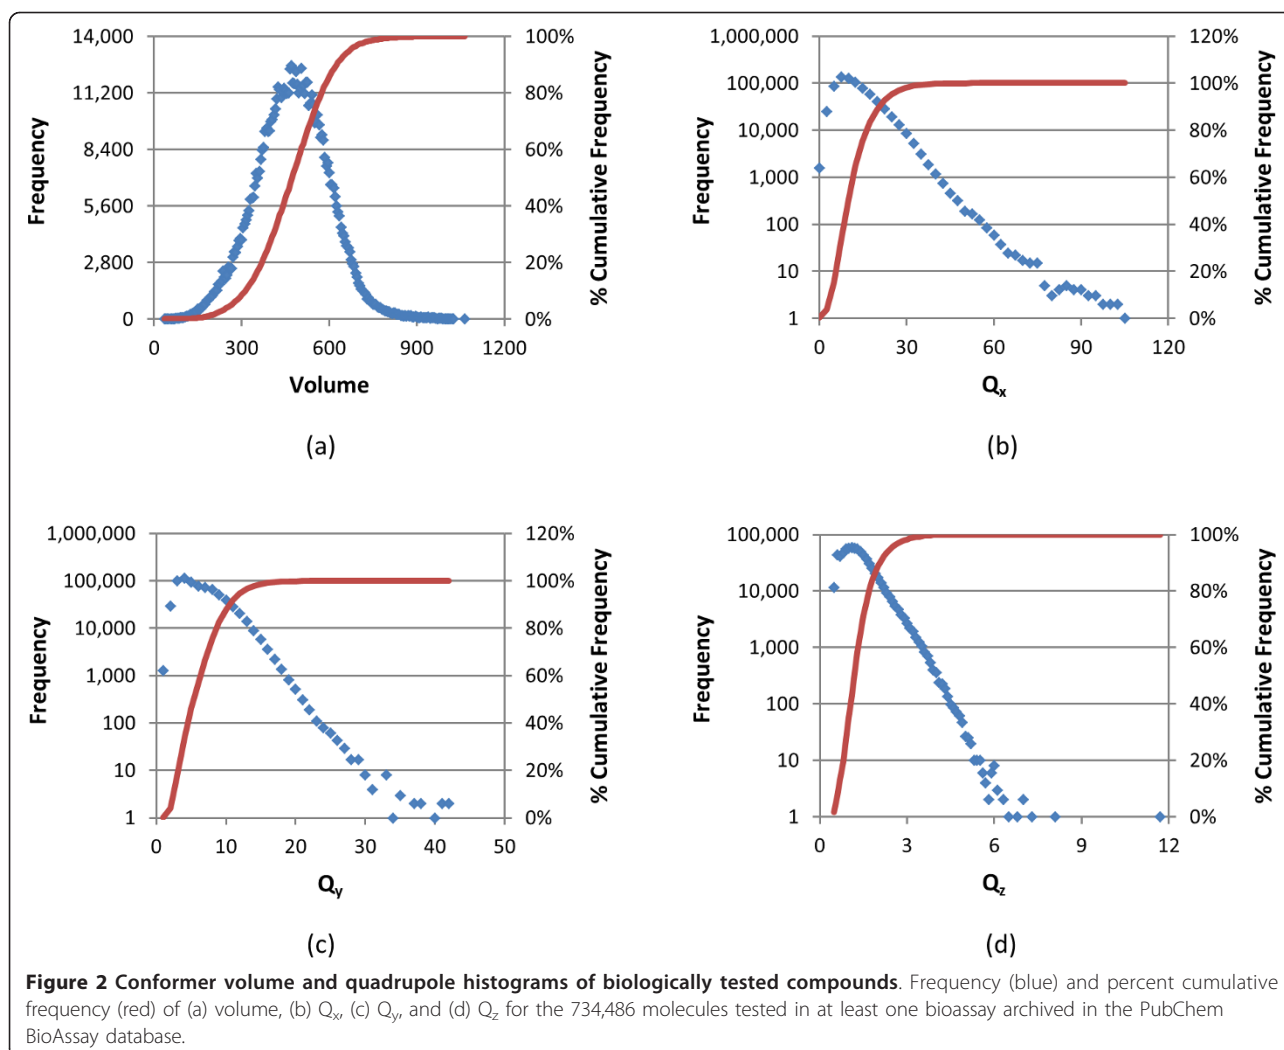 14,000
11,200
8,400
5,600
2,800
0
Frequency
100%
80%
60%
40%
20%
0%
% Cumulative Frequency
0 300 600 900 1200
Volume
(a)
1,000,000
100,000
10,000
1,000
100
10
1
Frequency
120%
100%
80%
60%
40%
20%
0%
% Cumulative Frequency
0 30 60 90 120
Qx
(b)
1,000,000
100,000
10,000
1,000
100
10
1
Frequency
120%
100%
80%
60%
40%
20%
0%
% Cumulative Frequency
0 10 20 30 40 50
Qy
(c)
100,000
10,000
1,000
100
10
1
Frequency
100%
80%
60%
40%
20%
0%
% Cumulative Frequency
0 3 6 9 12
Qz
(d)
Figure 2 Conformer volume and quadrupole histograms of biologically tested compounds. Frequency (blue) and percent cumulative
frequency (red) of (a) volume, (b) Qx, (c) Qy, and (d) Qz for the 734,486 molecules tested in at least one bioassay archived in the PubChem
BioAssay database.